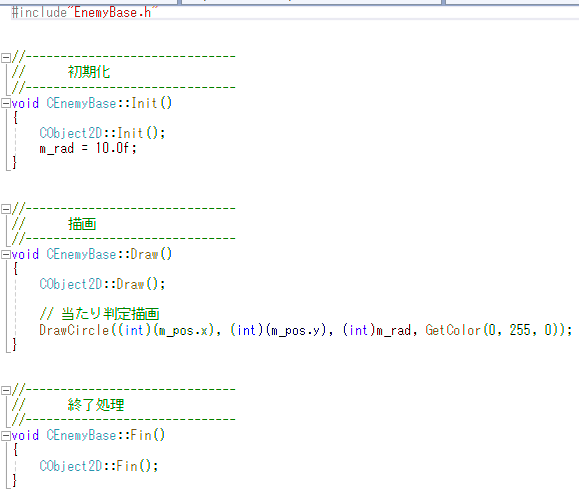 #include"EnemyBase.h"
//------------------------------
//      初期化
//------------------------------
void CEnemyBase::Init()
{
    CObject2D::Init();
    m_rad = 10.0f;
}
//------------------------------
//      描画
//------------------------------
void CEnemyBase::Draw()
{
    CObject2D::Draw();
    // 当たり判定描画
    DrawCircle((int)(m_pos.x), (int)(m_pos.y), (int)m_rad, GetColor(0, 255, 0));
}
//------------------------------
//      終了処理
//------------------------------
void CEnemyBase::Fin()
{
    CObject2D::Fin();
}